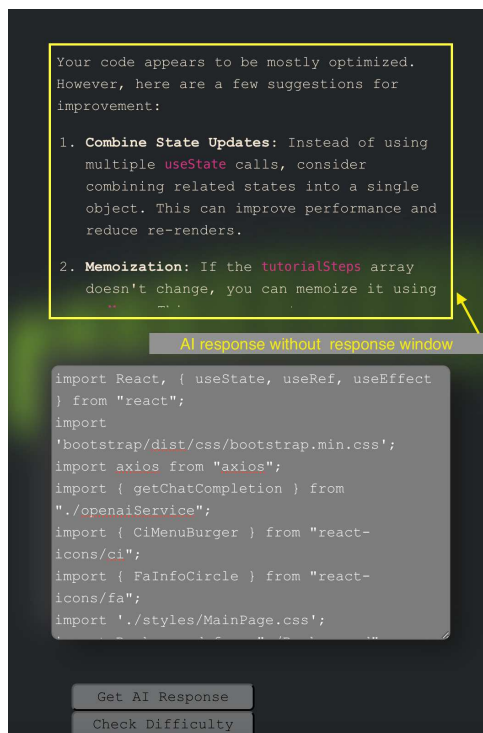 Your code appears to be mostly optimized.
However, here are a few suggestions for
improvement:
1. Combine State Updates: Instead of using
multiple useState calls, consider
combining related states into a single
object. This can improve performance and
reduce re-renders.
2. Memoization: If the tutorialSteps array
doesn't change, you can memoize it using
AI response without response window
import React, { useState, useRef, useEffect
} from "react";
import
'bootstrap/dist/css/bootstrap.min.css';
import axios from "axios";
import { getChatCompletion } from
"./openaiService";
import { CiMenuBurger } from "react-
icons/ci";
import { FaInfoCircle } from "react-
icons/fa";
import './styles/MainPage.css';
Get AI Response
Check Difficulty